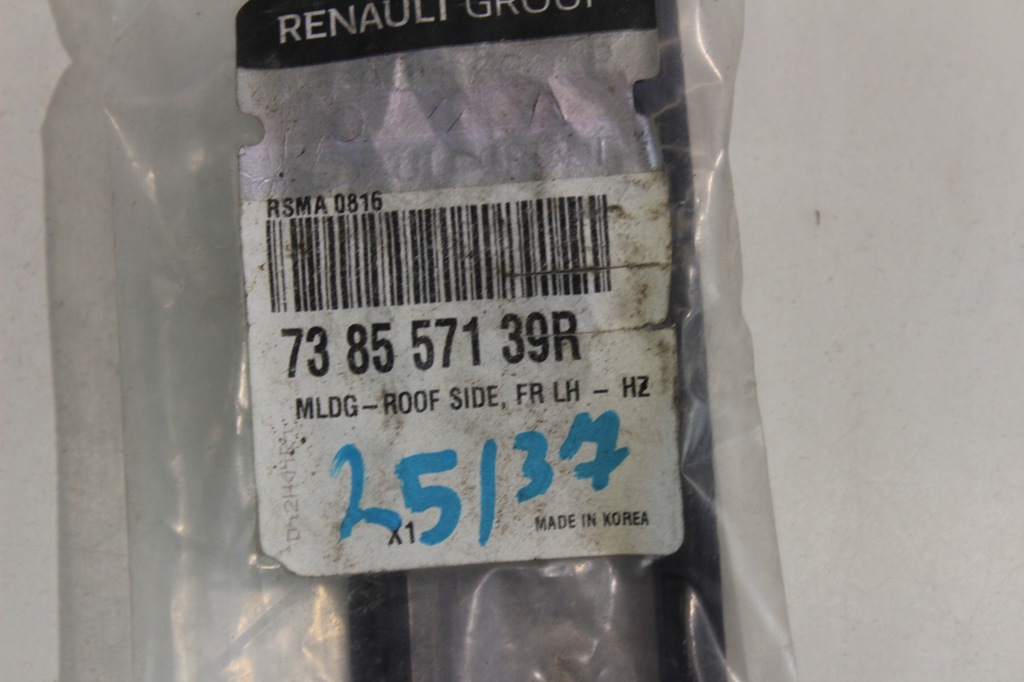 RENAULT GROUP
RSMA 0816
73 85 571 39R
MLDG-ROOF SIDE, FR LH - HZ
25/37
X1
MADE IN KOREA